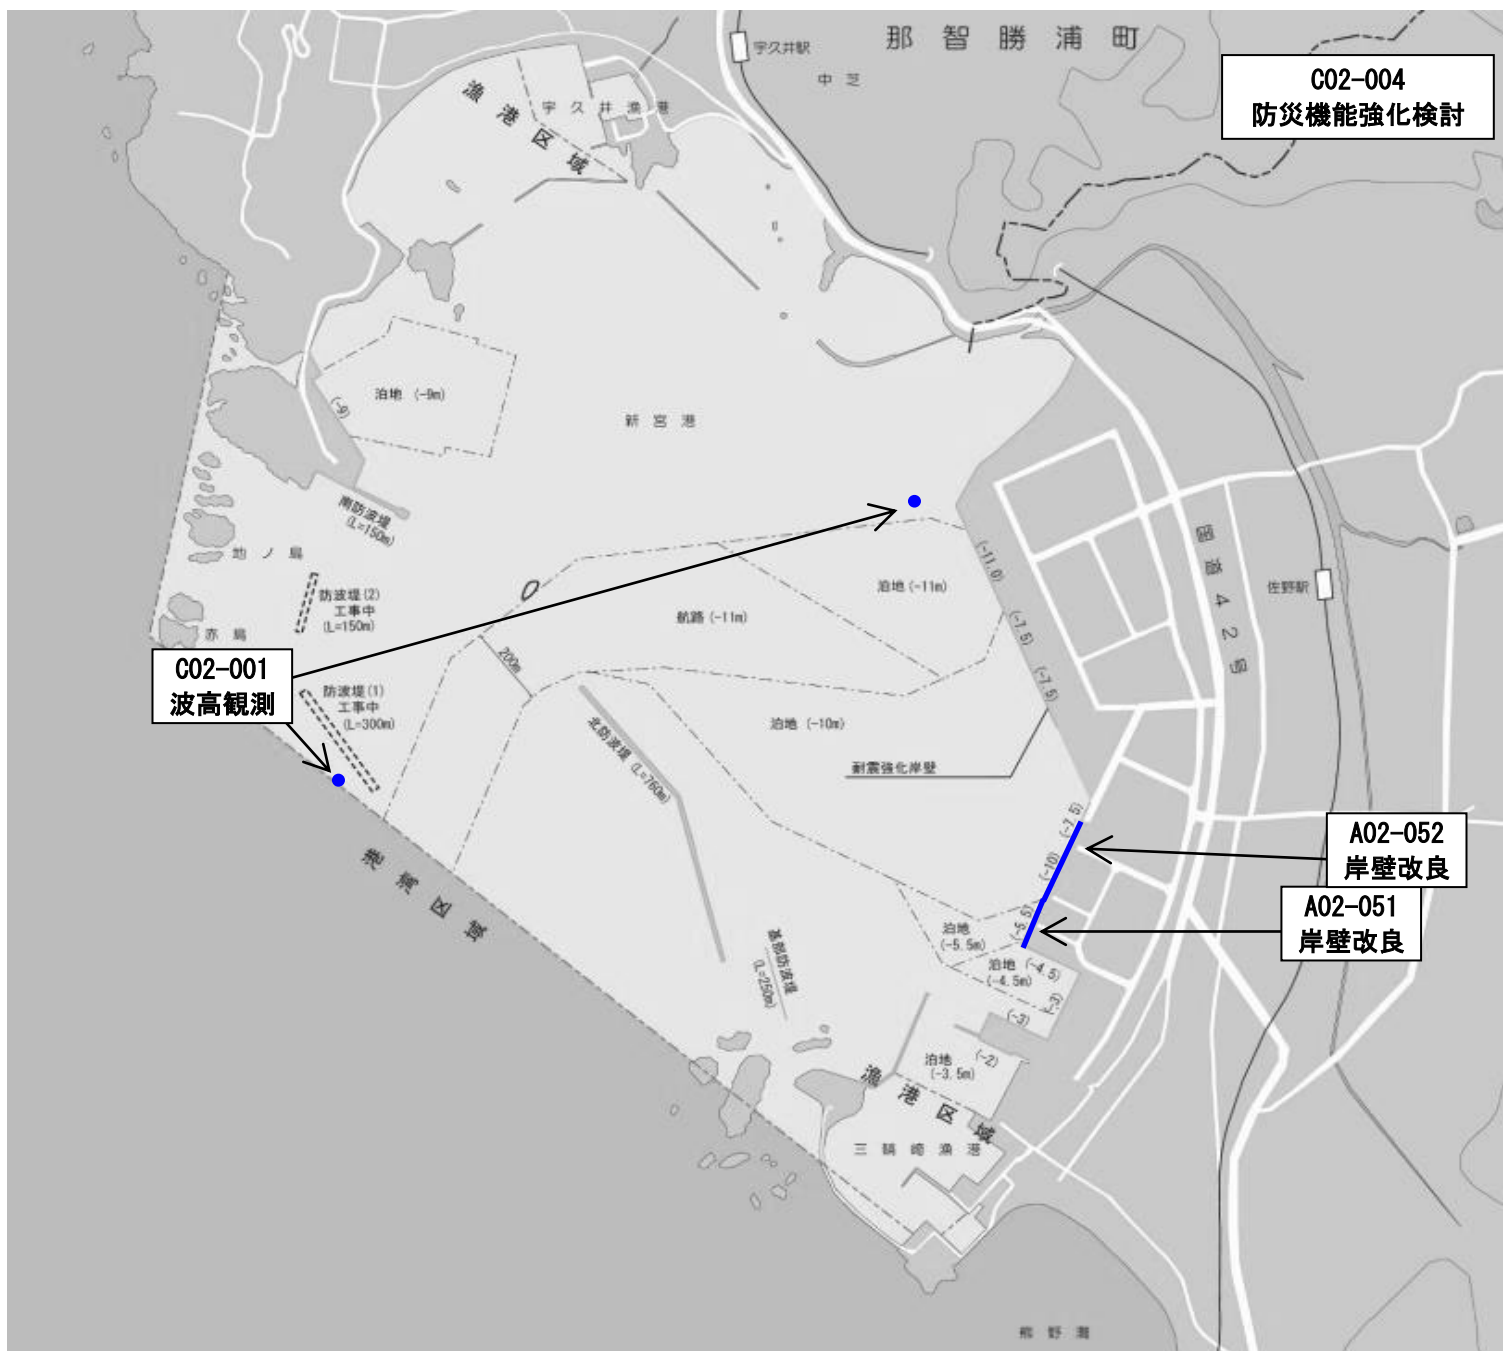 那智勝浦町
宇久井駅
中芝
C02-004
防災機能強化検討
漁港区域
宇久井漁港
泊地 (-9m)
(-9)
新宮港
南防波堤
(L=150m)
地ノ島
防波堤(2)
工事中
(L=150m)
赤島
C02-001
波高観測
防波堤(1)
工事中
(L=300m)
200m
航路 (-11m)
泊地 (-11m)
(-11.0)
(-7.5)
(-7.5)
国道42号
佐野駅
泊地 (-10m)
北防波堤 (L=760m)
耐震強化岸壁
(-7.5)
(-10)
(-5.5)
A02-052
岸壁改良
A02-051
岸壁改良
港湾区域
基部防波堤
(L=250m)
泊地
(-5.5m)
泊地
(-4.5m)
(-4.5)
(-3)
(-3)
泊地
(-3.5m)
(-2)
漁港区域
三輪崎漁港
熊野灘